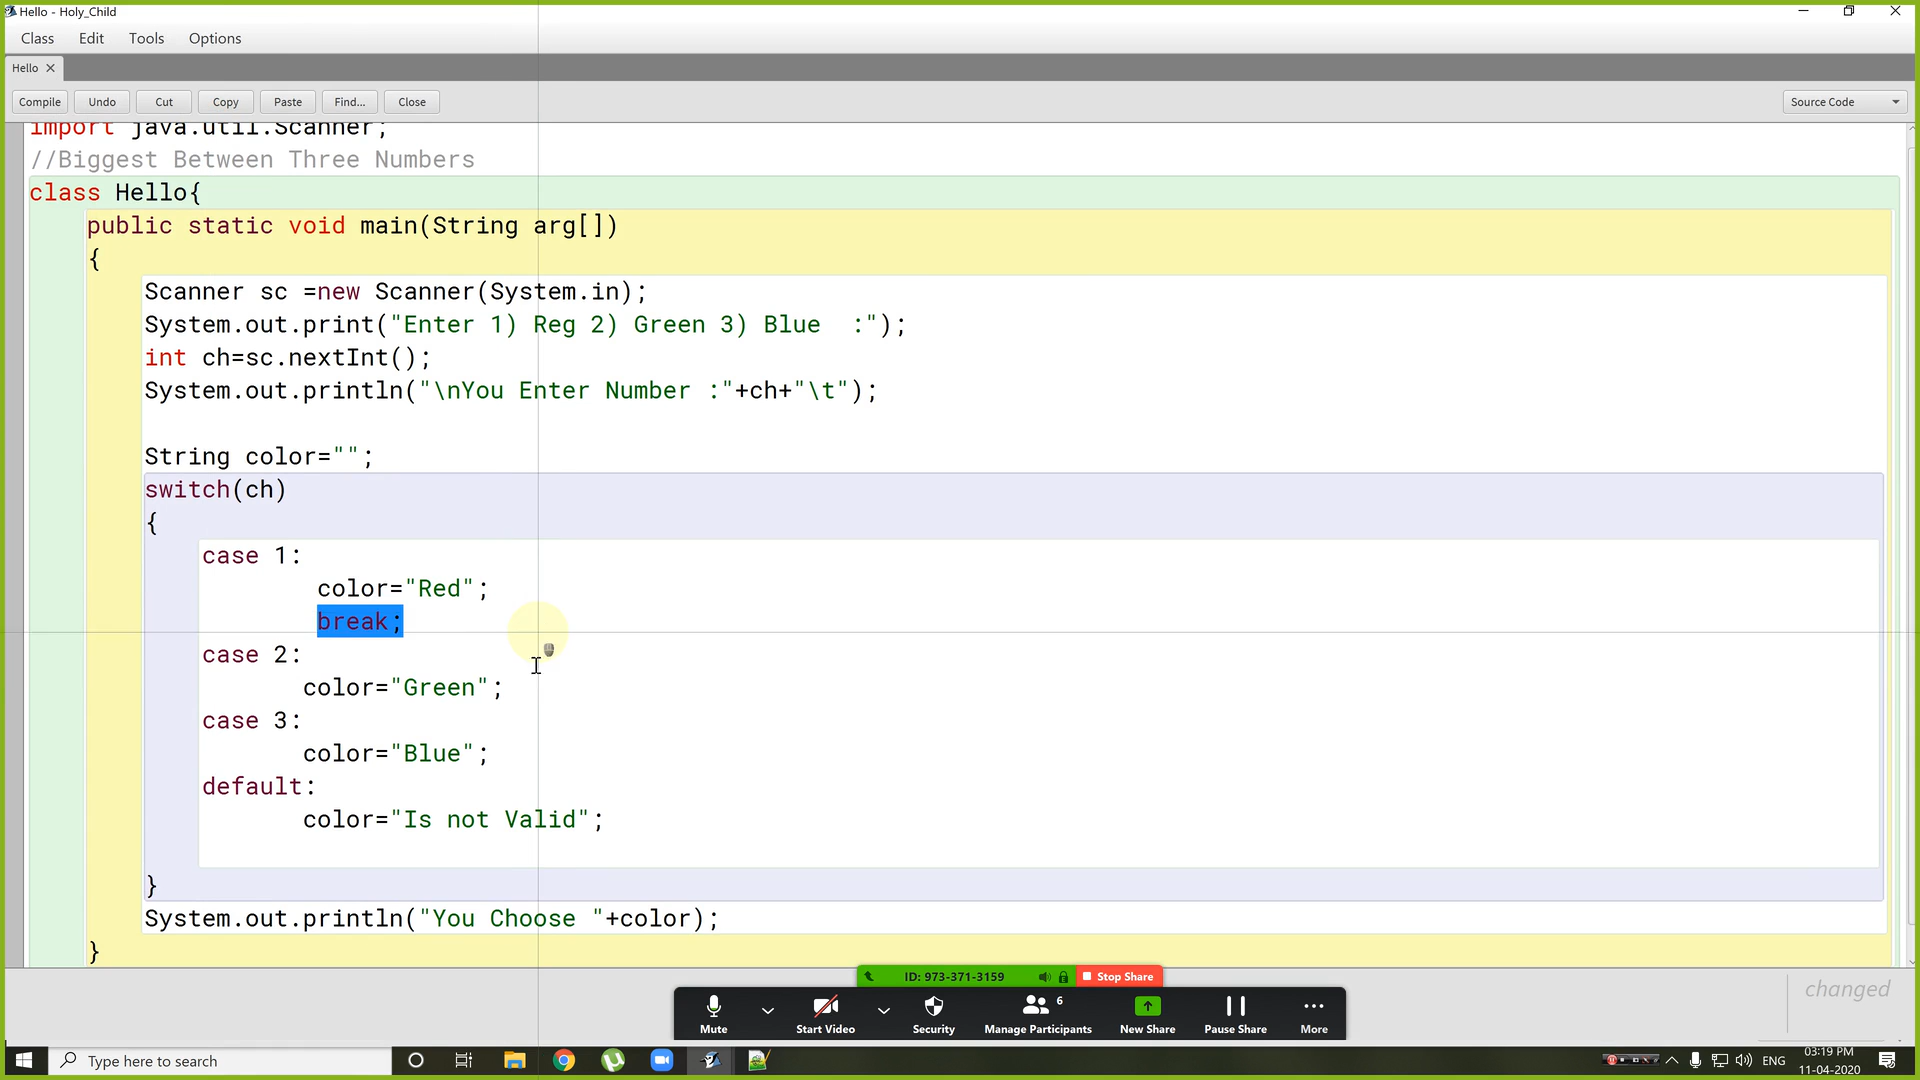 Hello - Holy_Child
Class Edit Tools Options
Hello
Compile Undo Cut Copy Paste Find... Close Source Code
import java.util.Scanner;
//Biggest Between Three Numbers
class Hello{
public static void main(String arg[])
{
Scanner sc =new Scanner(System.in);
System.out.print("Enter 1) Reg 2) Green 3) Blue  :");
int ch=sc.nextInt();
System.out.println("\nYou Enter Number :"+ch+"\t");
String color="";
switch(ch)
{
case 1:
color="Red";
break;
case 2:
color="Green";
case 3:
color="Blue";
default:
color="Is not Valid";
}
System.out.println("You Choose "+color);
}
ID: 973-371-3159 Stop Share
changed
6
Mute Start Video Security Manage Participants New Share Pause Share More
Type here to search
ENG
03:19 PM
11-04-2020